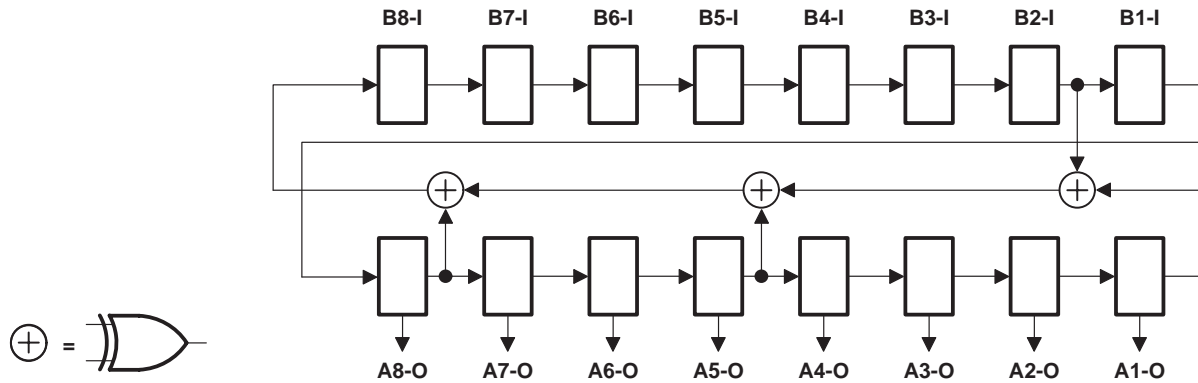 B8-I B7-I B6-I B5-I B4-I B3-I B2-I B1-I
=
A8-O A7-O A6-O A5-O A4-O A3-O A2-O A1-O